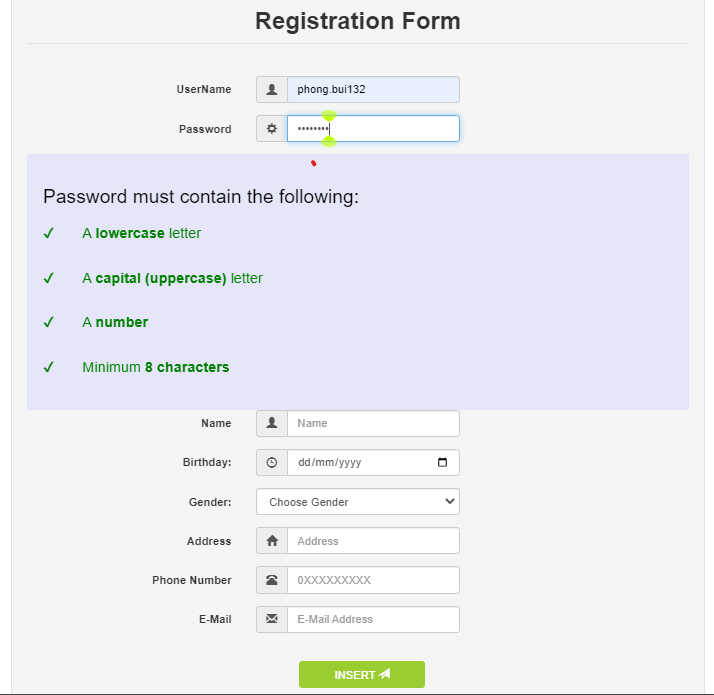 Registration Form
UserName phong.bui132
Password ••••••••
Password must contain the following:
✓ A lowercase letter
✓ A capital (uppercase) letter
✓ A number
✓ Minimum 8 characters
Name Name
Birthday: dd/mm/yyyy
Gender: Choose Gender
Address Address
Phone Number 0XXXXXXXXX
E-Mail E-Mail Address
INSERT